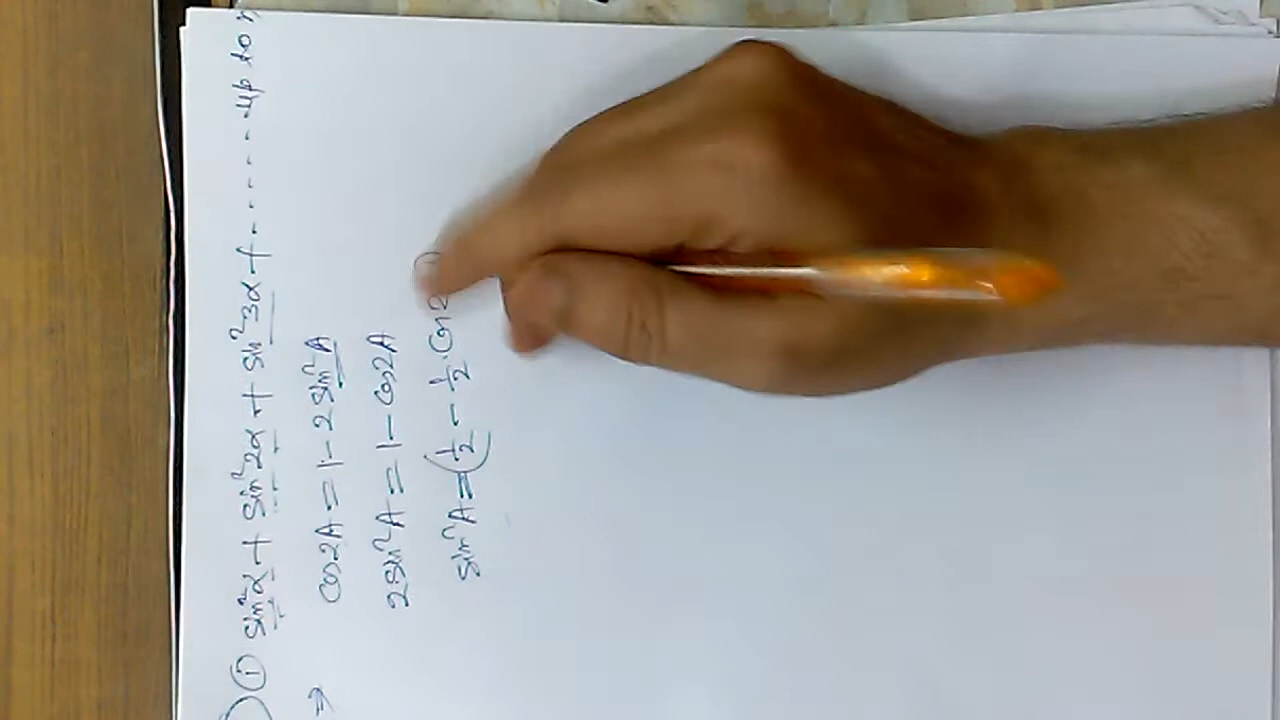 ① sin²α + sin²2α + sin²3α + ------ up to
⇒ cos2A = 1 - 2sin²A
2sin²A = 1 - cos2A
sin²A = (1/2 - 1/2 . cos2